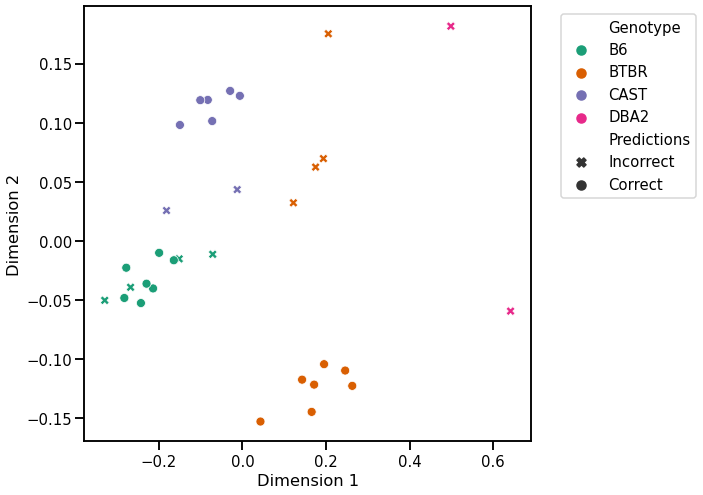 Genotype
B6
BTBR
CAST
DBA2
Predictions
Incorrect
Correct
0.15
0.10
0.05
0.00
−0.05
−0.10
−0.15
Dimension 2
−0.2
0.0
0.2
0.4
0.6
Dimension 1